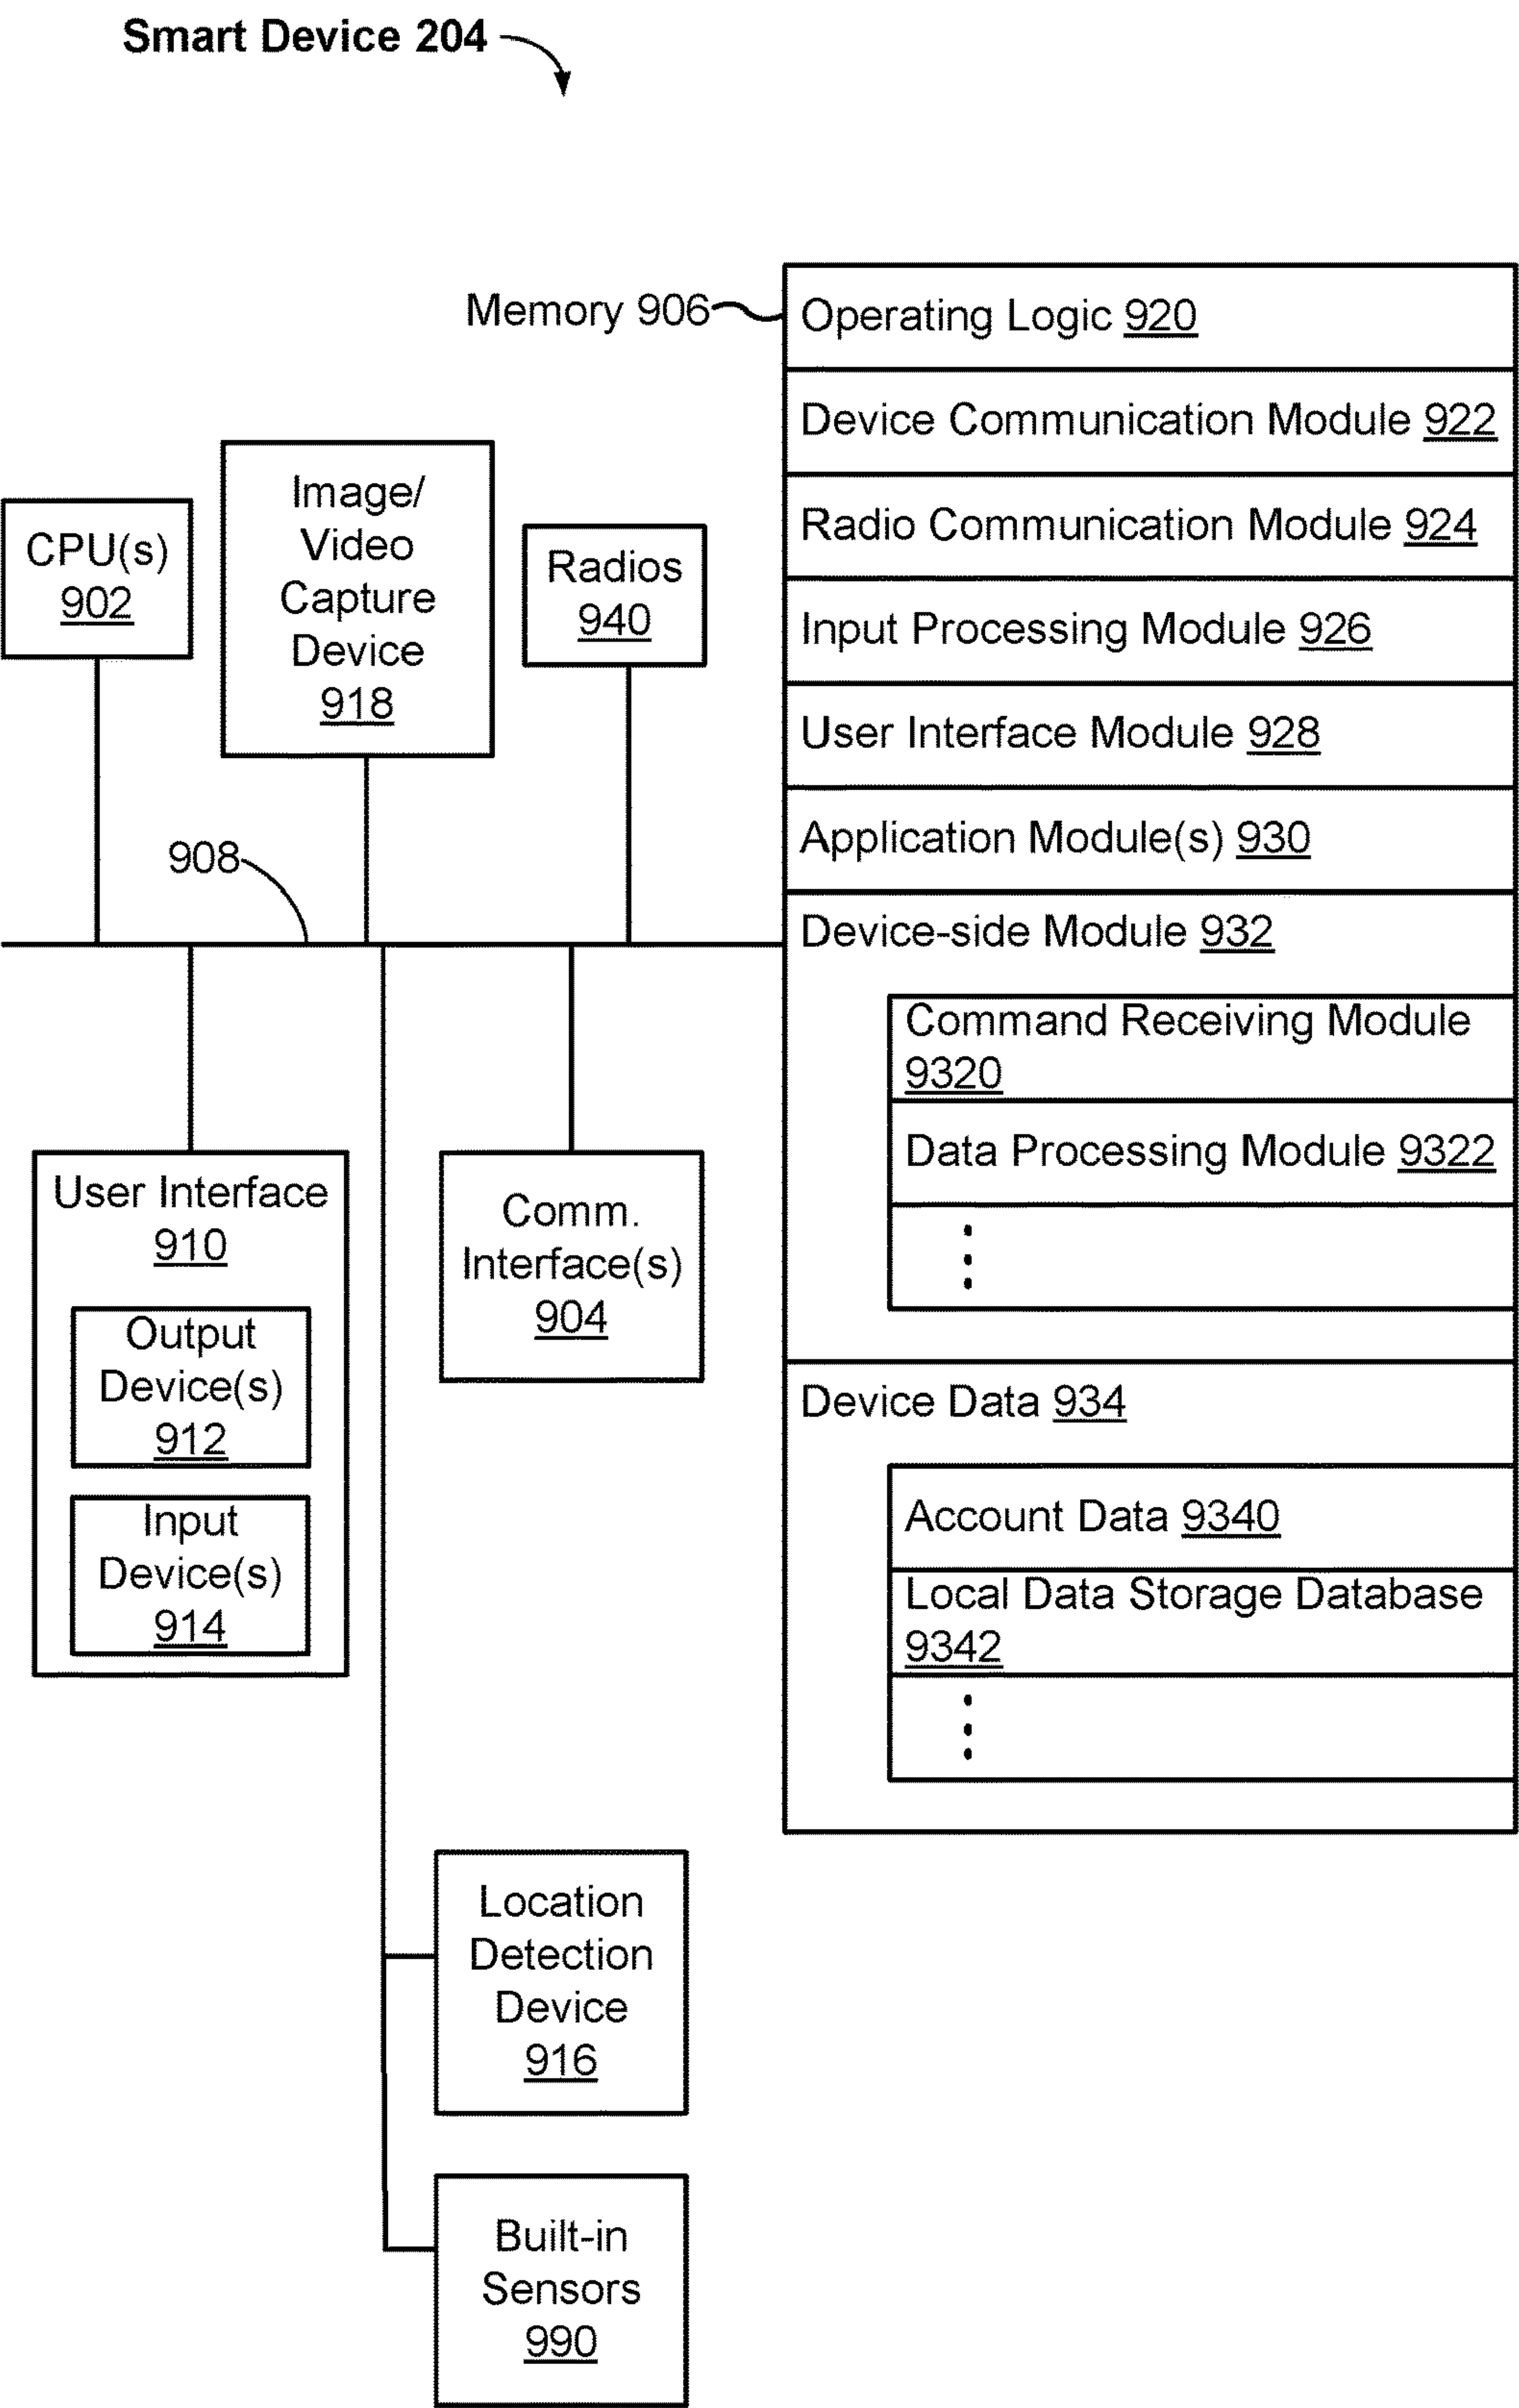 Smart Device 204
Memory 906
Operating Logic 920
Device Communication Module 922
Radio Communication Module 924
Input Processing Module 926
User Interface Module 928
Application Module(s) 930
Device-side Module 932
Command Receiving Module
9320
Data Processing Module 9322
Device Data 934
Account Data 9340
Local Data Storage Database
9342
CPU(s)
902
Image/
Video
Capture
Device
918
Radios
940
908
User Interface
910
Output
Device(s)
912
Input
Device(s)
914
Comm.
Interface(s)
904
Location
Detection
Device
916
Built-in
Sensors
990